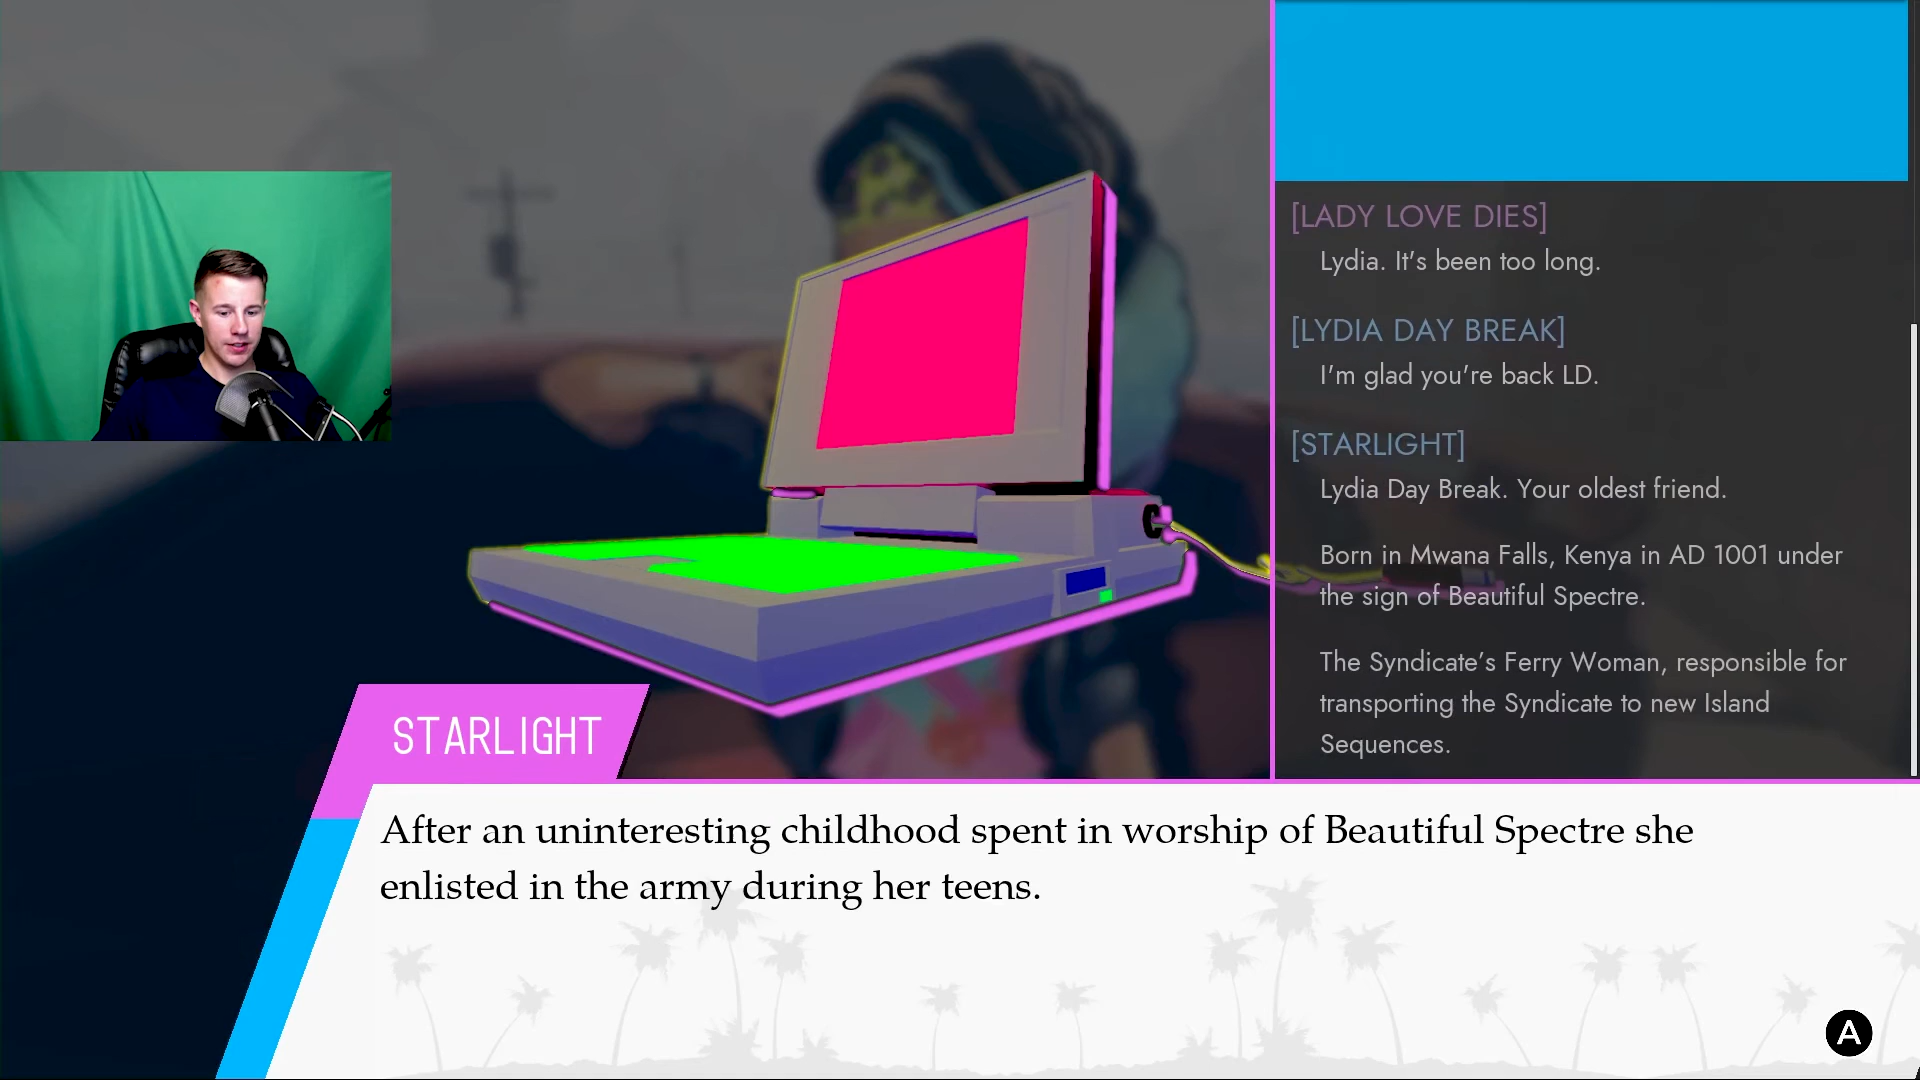 [LADY LOVE DIES]
Lydia. It's been too long.
[LYDIA DAY BREAK]
I'm glad you're back LD.
[STARLIGHT]
Lydia Day Break. Your oldest friend.
Born in Mwana Falls, Kenya in AD 1001 under
the sign of Beautiful Spectre.
The Syndicate’s Ferry Woman, responsible for
transporting the Syndicate to new Island
Sequences.
STARLIGHT
After an uninteresting childhood spent in worship of Beautiful Spectre she
enlisted in the army during her teens.
A